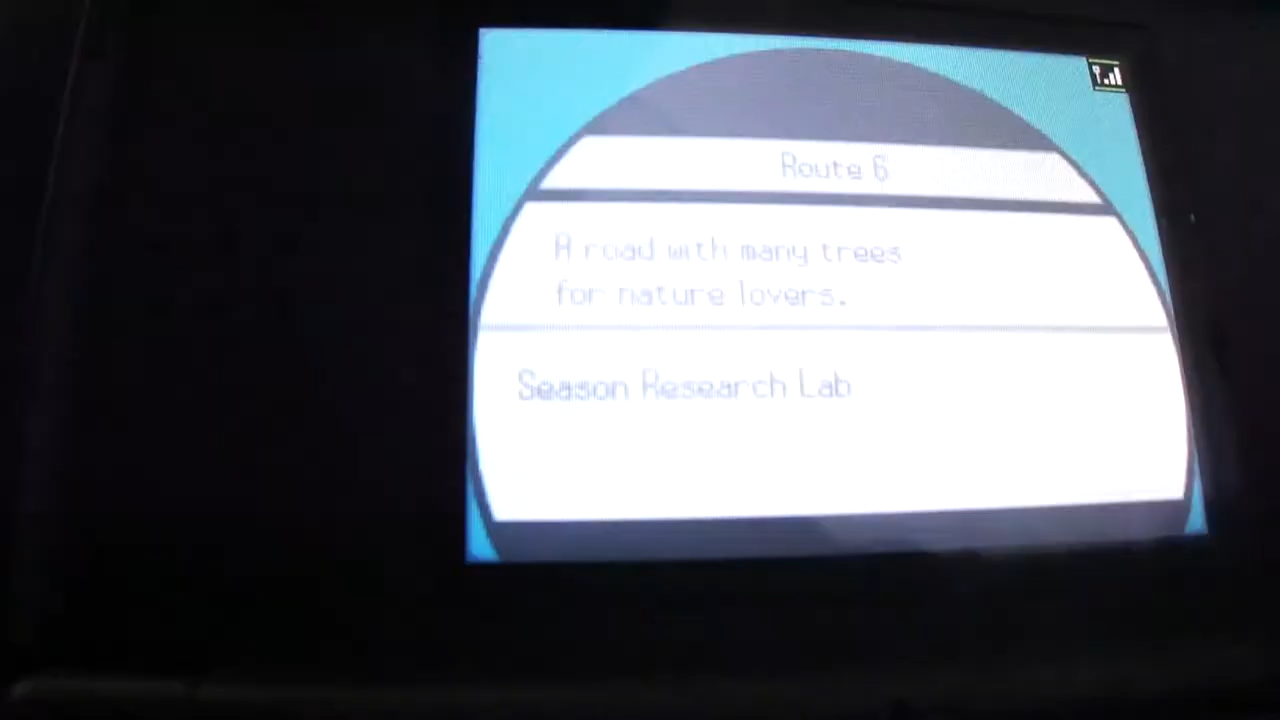 Route 6
A road with many trees
for nature lovers.
Season Research Lab